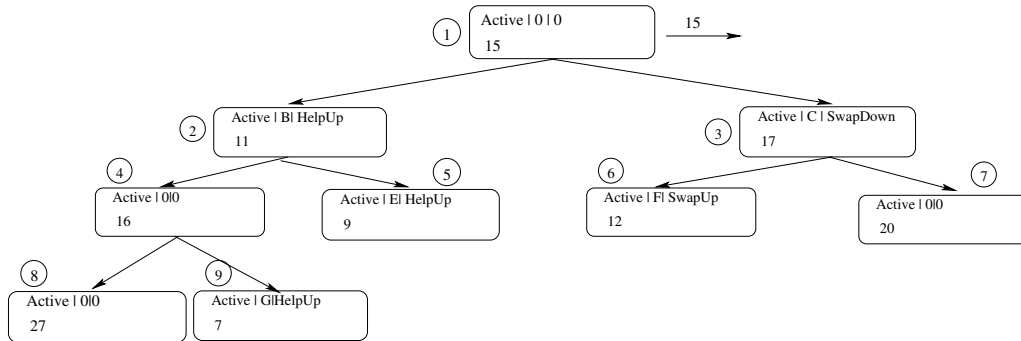 1
Active | 0 | 0
15
15
2
Active | B| HelpUp
11
3
Active | C | SwapDown
17
4
Active | 0|0
16
5
Active | E| HelpUp
9
6
Active | F| SwapUp
12
7
Active | 0|0
20
8
Active | 0|0
27
9
Active | G|HelpUp
7